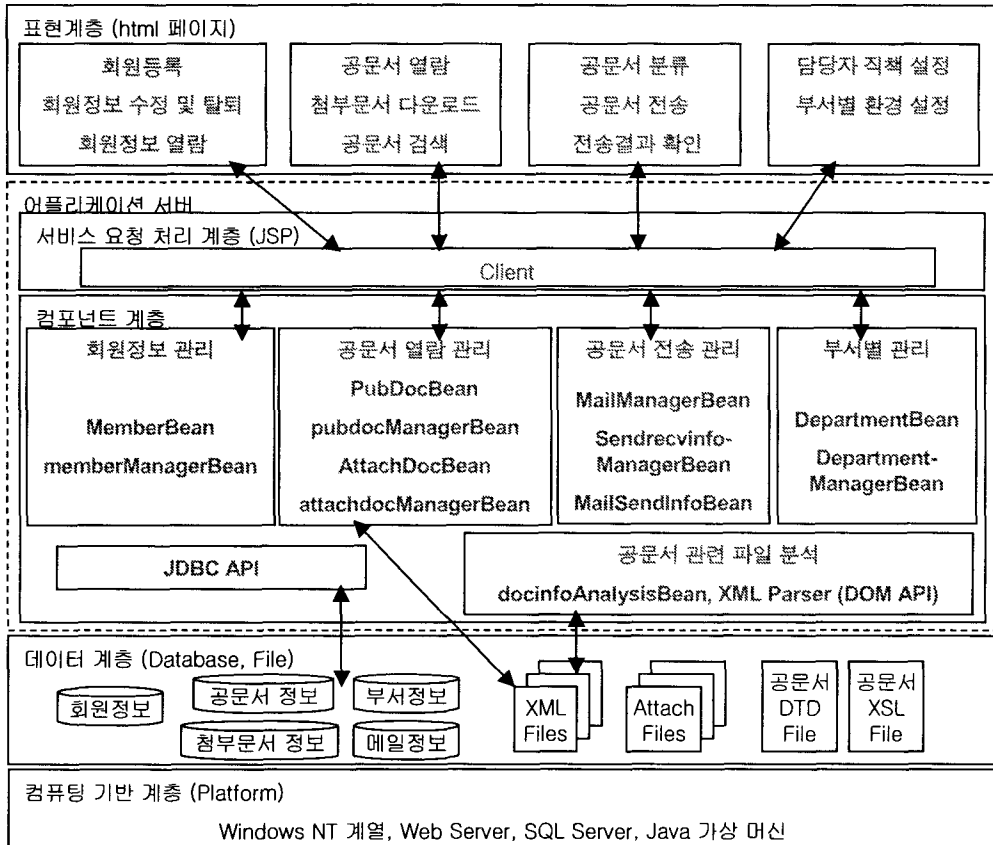 표현계층 (html 페이지)
회원등록
회원정보 수정 및 탈퇴
회원정보 열람
공문서 열람
첨부문서 다운로드
공문서 검색
공문서 분류
공문서 전송
전송결과 확인
담당자 직책 설정
부서별 환경 설정
어플리케이션 서버
서비스 요청 처리 계층 (JSP)
Client
컴포넌트 계층
회원정보 관리
MemberBean
memberManagerBean
공문서 열람 관리
PubDocBean
pubdocManagerBean
AttachDocBean
attachdocManagerBean
공문서 전송 관리
MailManagerBean
Sendrecvinfo-
ManagerBean
MailSendInfoBean
부서별 관리
DepartmentBean
Department-
ManagerBean
JDBC API
공문서 관련 파일 분석
docinfoAnalysisBean, XML Parser (DOM API)
데이터 계층 (Database, File)
회원정보
공문서 정보
부서정보
첨부문서 정보
메일정보
XML
Files
Attach
Files
공문서
DTD
File
공문서
XSL
File
컴퓨팅 기반 계층 (Platform)
Windows NT 계열, Web Server, SQL Server, Java 가상 머신